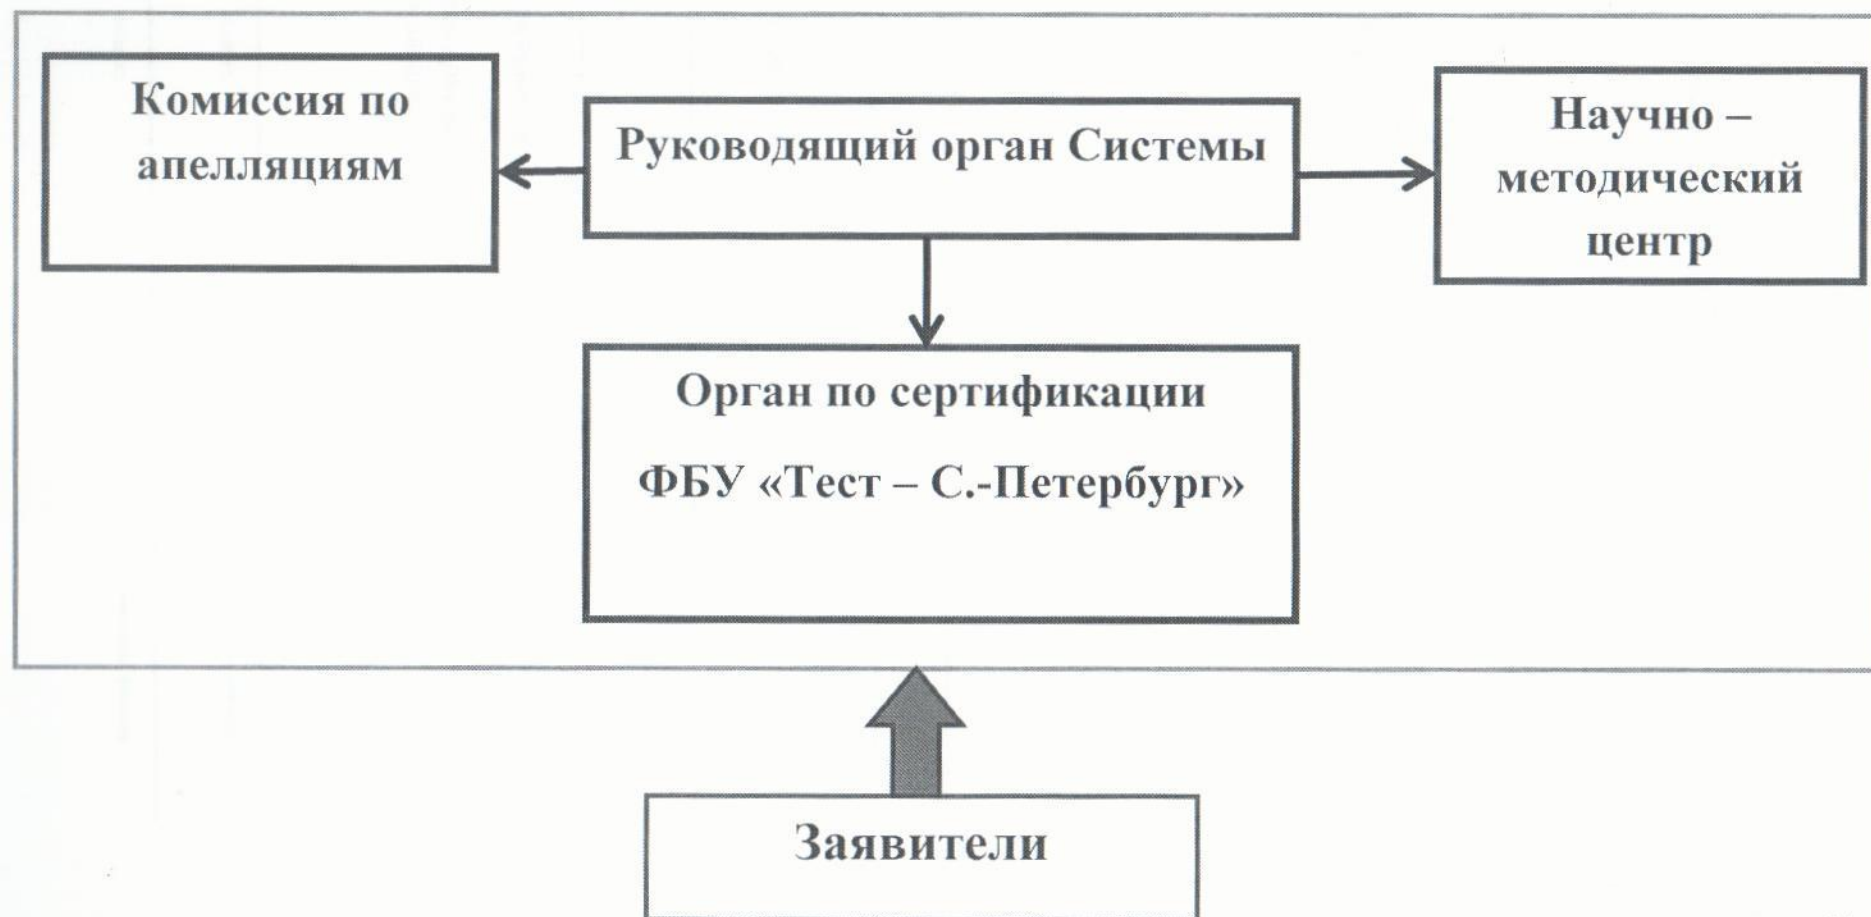 Комиссия по
апелляциям
Руководящий орган Системы
Научно –
методический
центр
Орган по сертификации
ФБУ «Тест – С.-Петербург»
Заявители